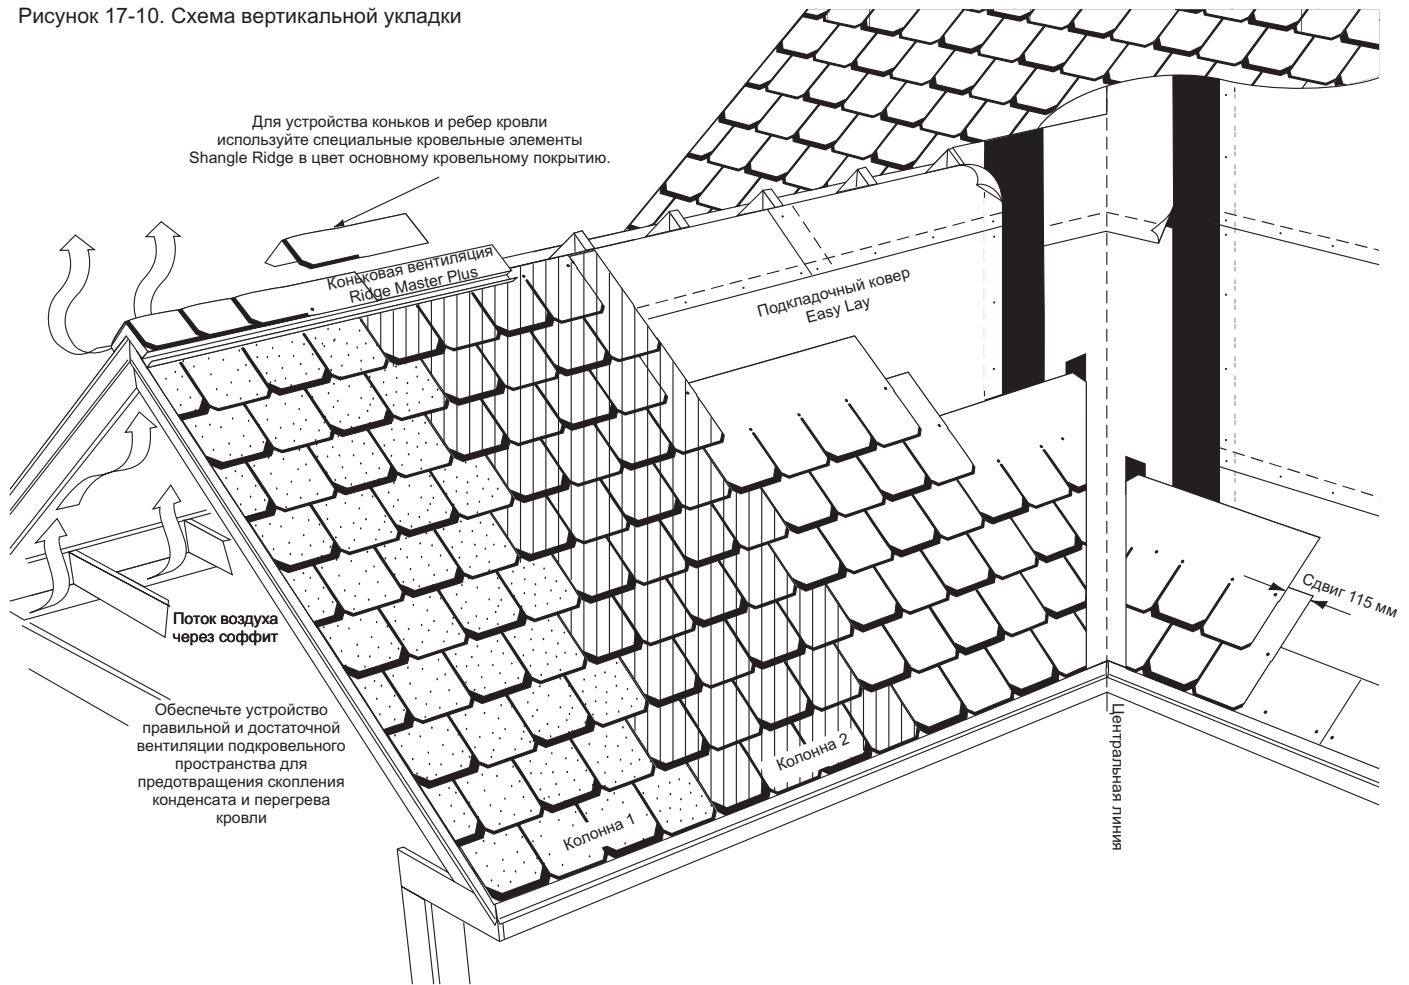 Рисунок 17-10. Схема вертикальной укладки
Для устройства коньков и ребер кровли
используйте специальные кровельные элементы
Shangle Ridge в цвет основному кровельному покрытию.
Коньковая вентиляция
Ridge Master Plus
Подкладочный ковер
Easy Lay
Сдвиг 115 мм
Поток воздуха
через соффит
Обеспечьте устройство
правильной и достаточной
вентиляции подкровельного
пространства для
предотвращения скопления
конденсата и перегрева
кровли
Колонна 1
Колонна 2
Центральная линия